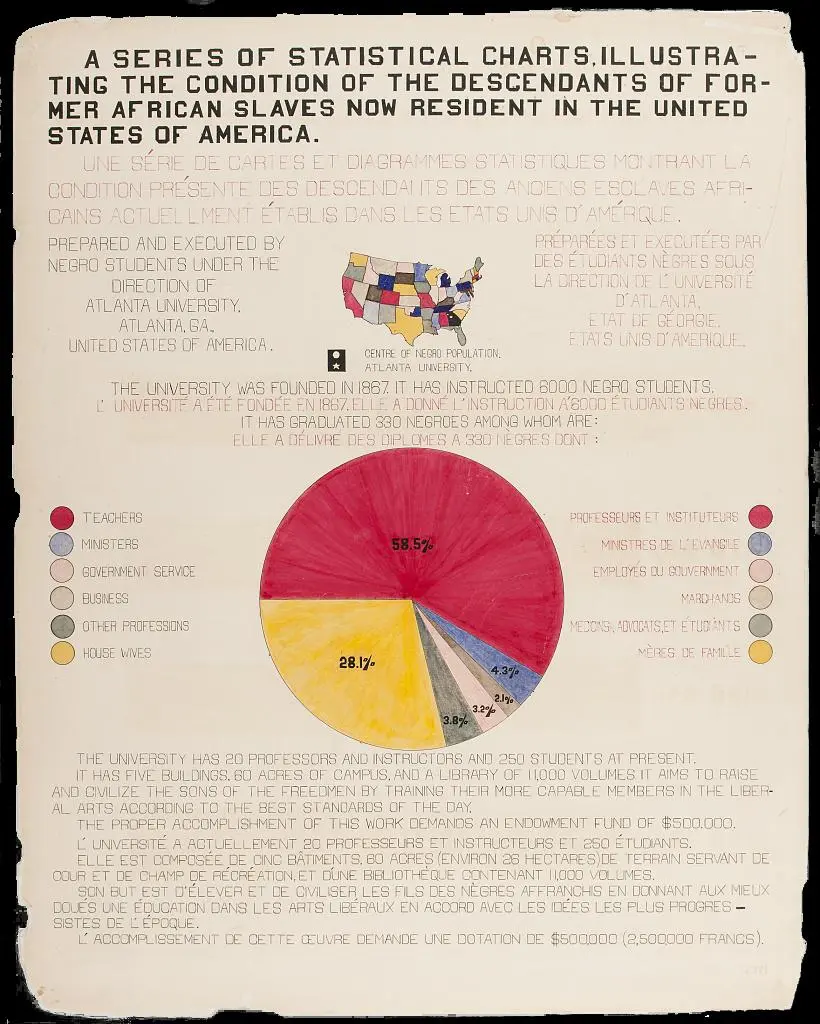 A SERIES OF STATISTICAL CHARTS, ILLUSTRA-
TING THE CONDITION OF THE DESCENDANTS OF FOR-
MER AFRICAN SLAVES NOW RESIDENT IN THE UNITED
STATES OF AMERICA.
UNE SÉRIE DE CARTES ET DIAGRAMMES STATISTIQUES MONTRANT LA
CONDITION PRÉSENTE DES DESCENDANTS DES ANCIENS ESCLAVES AFRI-
CAINS ACTUELLMENT ÉTABLIS DANS LES ETATS UNIS D'AMÉRIQUE.
PREPARED AND EXECUTED BY
NEGRO STUDENTS UNDER THE
DIRECTION OF
ATLANTA UNIVERSITY.
ATLANTA, GA.
UNITED STATES OF AMERICA.
PRÉPARÉES ET EXECUTÉES PAR
DES ÉTUDIANTS NÈGRES SOUS
LA DIRECTION DE L'UNIVERSITÉ
D'ATLANTA.
ETAT DE GÉORGIE.
ETATS UNIS D'AMERIQUE.
CENTRE OF NEGRO POPULATION.
ATLANTA UNIVERSITY.
THE UNIVERSITY WAS FOUNDED IN 1867. IT HAS INSTRUCTED 6000 NEGRO STUDENTS.
L' UNIVERSITÉ A ÉTÉ FONDÉE EN 1867. ELLE A DONNÉ L'INSTRUCTION A'6000 ÉTUDIANTS NEGRES.
IT HAS GRADUATED 330 NEGROES AMONG WHOM ARE:
ELLE A DÉLIVRE DES DIPLOMES A 330 NÈGRES DONT :
TEACHERS
MINISTERS
GOVERNMENT SERVICE
BUSINESS
OTHER PROFESSIONS
HOUSE WIVES
58.5%
28.1%
4.3%
2.1%
3.2%
3.8%
PROFESSEURS ET INSTITUTEURS
MINISTRES DE L'EVANGILE
EMPLOYÉS DU GOUVERNMENT
MARCHANDS
MEDCINS, ADVOCATS, ET ÉTUDIANTS
MÈRES DE FAMILLE
THE UNIVERSITY HAS 20 PROFESSORS AND INSTRUCTORS AND 250 STUDENTS AT PRESENT.
IT HAS FIVE BUILDINGS, 60 ACRES OF CAMPUS, AND A LIBRARY OF 11,000 VOLUMES. IT AIMS TO RAISE
AND CIVILIZE THE SONS OF THE FREEDMEN BY TRAINING THEIR MORE CAPABLE MEMBERS IN THE LIBER-
AL ARTS ACCORDING TO THE BEST STANDARDS OF THE DAY.
THE PROPER ACCOMPLISHMENT OF THIS WORK DEMANDS AN ENDOWMENT FUND OF $500,000.
L' UNIVERSITÉ A ACTUELLEMENT 20 PROFESSEURS ET INSTRUCTEURS ET 250 ÉTUDIANTS.
ELLE EST COMPOSÉE DE CINQ BÂTIMENTS, 60 ACRES (ENVIRON 26 HECTARES) DE TERRAIN SERVANT DE
COUR ET DE CHAMP DE RÉCRÉATION, ET D'UNE BIBLIOTHÈQUE CONTENANT 11,000 VOLUMES.
SON BUT EST D'ÉLEVER ET DE CIVILISER LES FILS DES NÈGRES AFFRANCHIS EN DONNANT AUX MIEUX
DOUÉS UNE ÉDUCATION DANS LES ARTS LIBÉRAUX EN ACCORD AVEC LES IDÉES LES PLUS PROGRES-
SISTES DE L'ÉPOQUE.
L' ACCOMPLISSMENT DE CETTE ŒUVRE DEMANDE UNE DOTATION DE $500,000 (2,500,000 FRANCS).